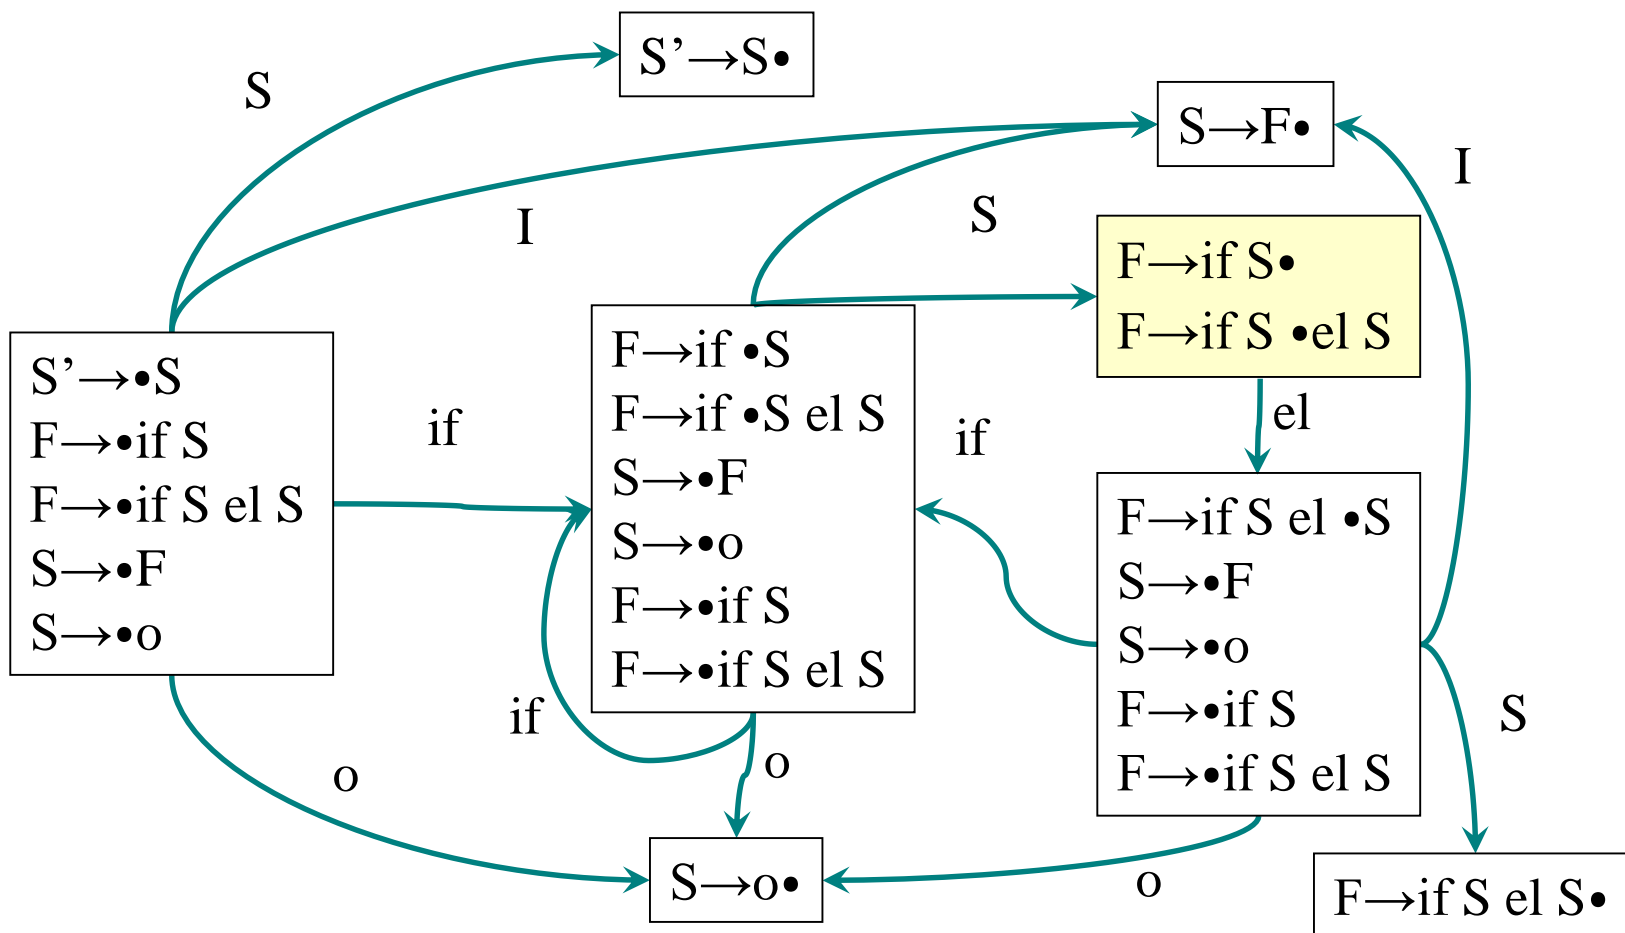 S’→S•
S
S→F•
I
I
S
F→if S•
F→if S •el S
S’→•S
F→•if S
F→•if S el S
S→•F
S→•o
if
F→if •S
F→if •S el S
S→•F
S→•o
F→•if S
F→•if S el S
if
el
F→if S el •S
S→•F
S→•o
F→•if S
F→•if S el S
if
o
o
S
S→o•
o
F→if S el S•